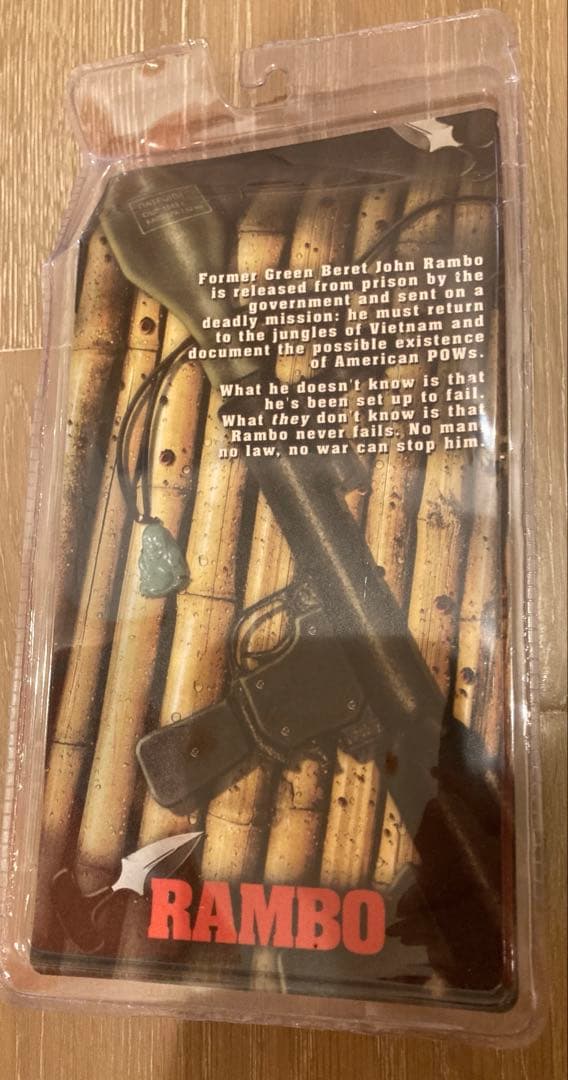 Former Green Beret John Rambo
is released from prison by the
government and sent on a
deadly mission: he must return
to the jungles of Vietnam and
document the possible existence
of American POWs.
What he doesn't know is that
he's been set up to fail.
What they don't know is that
Rambo never fails. No man,
no law, no war can stop him.
RAMBO